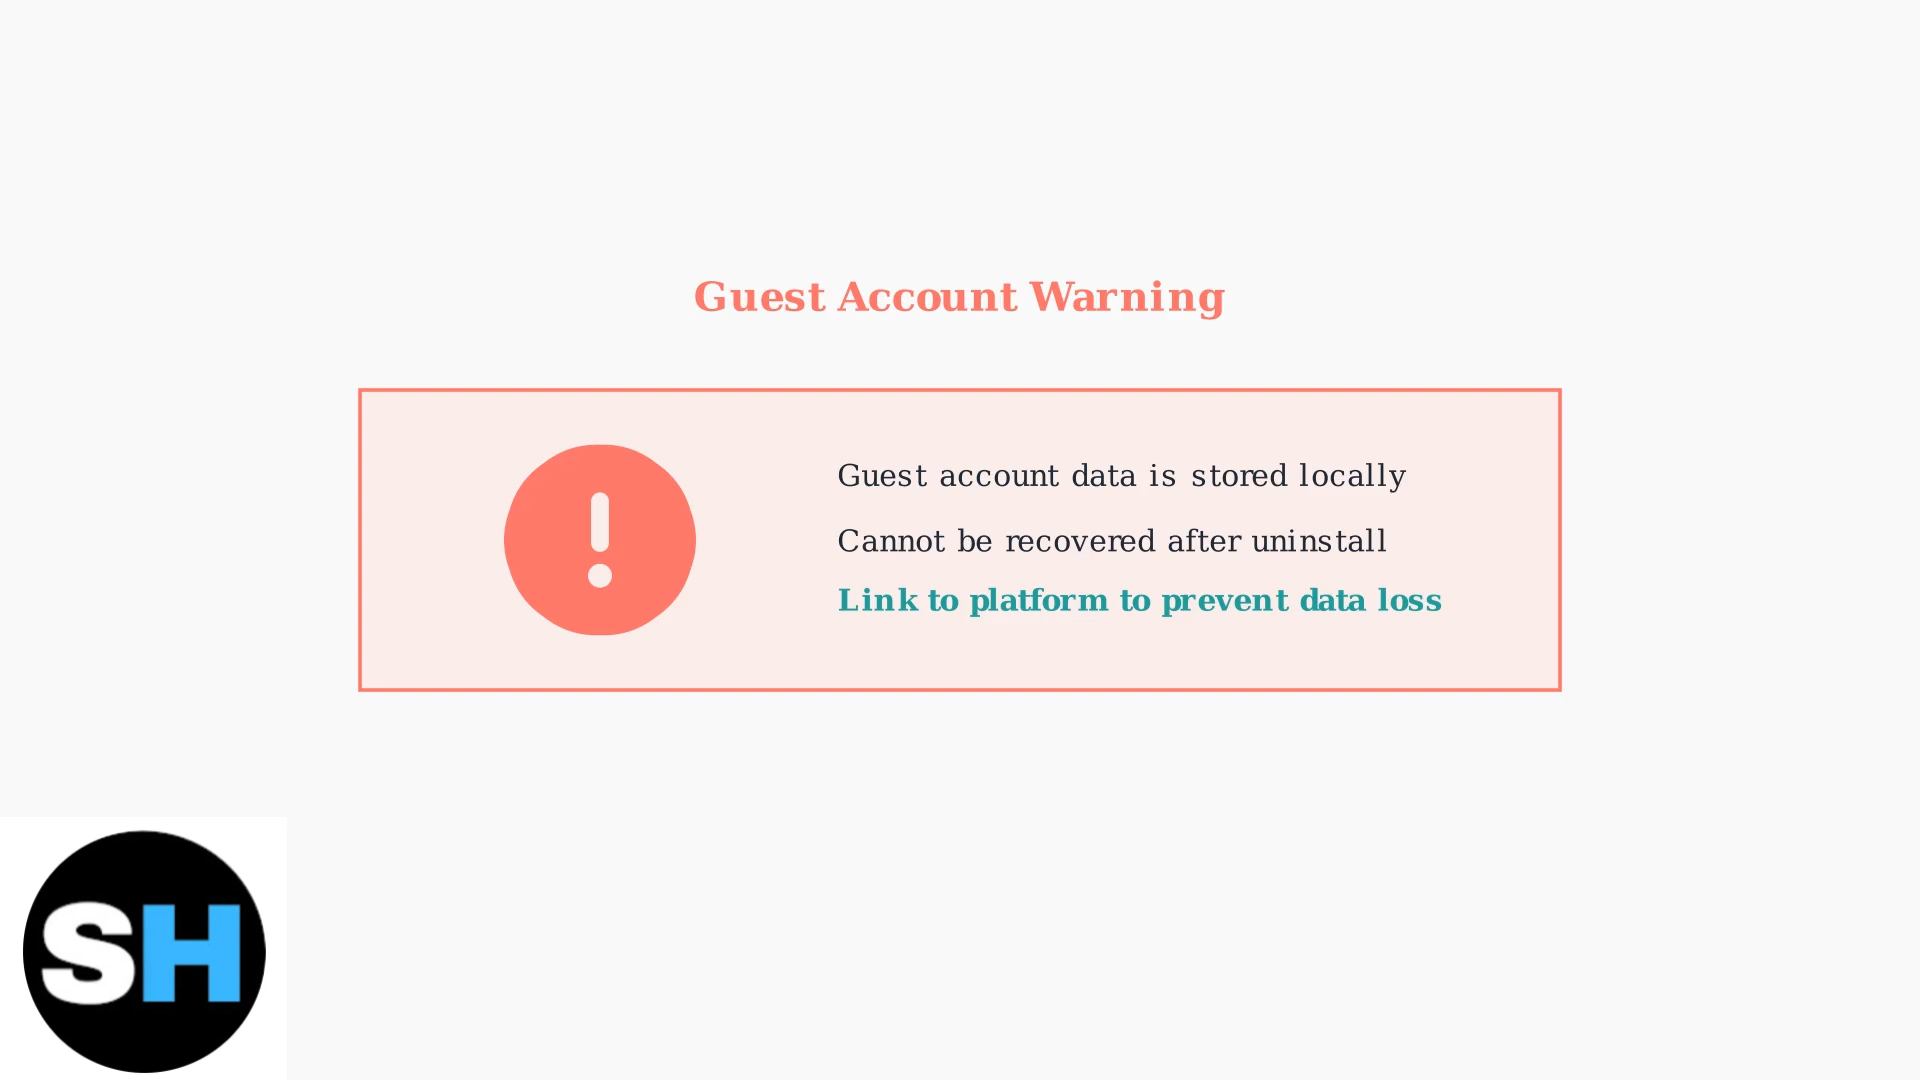 Guest Account Warning
Guest account data is stored locally
Cannot be recovered after uninstall
Link to platform to prevent data loss
SH